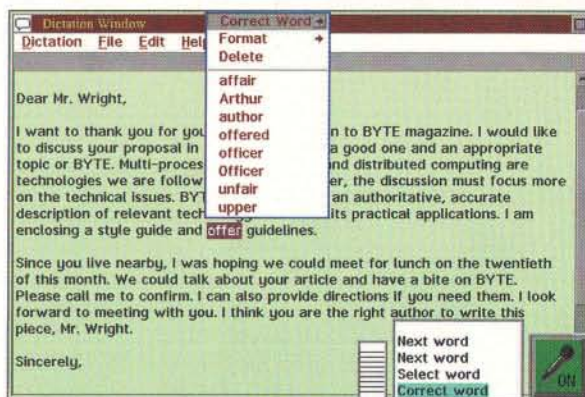 Dictation Window
Dictation File Edit Hel
Correct Word
Format
Delete
affair
Arthur
author
offered
officer
Officer
unfair
upper
Dear Mr. Wright,
I want to thank you for you n to BYTE magazine. I would like
to discuss your proposal in a good one and an appropriate
topic or BYTE. Multi-proces nd distributed computing are
technologies we are follow er, the discussion must focus more
on the technical issues. BYT an authoritative, accurate
description of relevant tech its practical applications. I am
enclosing a style guide and offer guidelines.
Since you live nearby, I was hoping we could meet for lunch on the twentieth
of this month. We could talk about your article and have a bite on BYTE.
Please call me to confirm. I can also provide directions if you need them. I look
forward to meeting with you. I think you are the right author to write this
piece, Mr. Wright.
Sincerely,
Next word
Next word
Select word
Correct word
ON